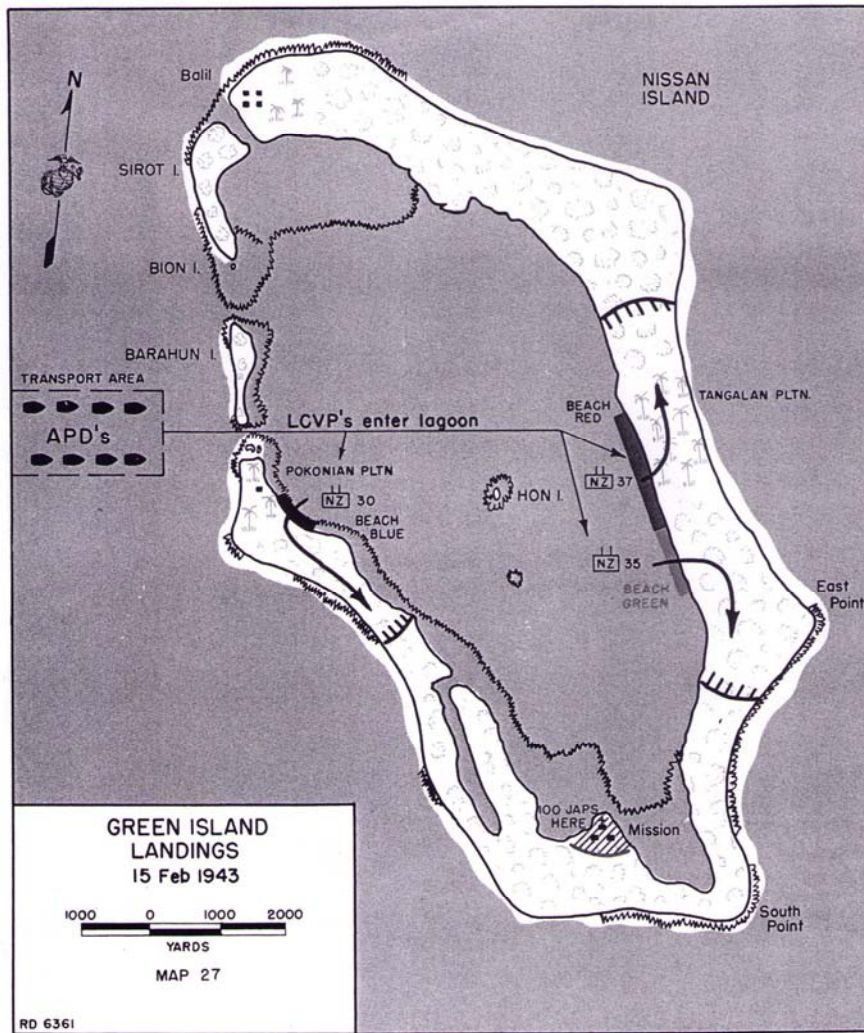 N
Balil
NISSAN
ISLAND
SIROT I.
BION I.
BARAHUN I.
TRANSPORT AREA
APD's
LCVP's enter lagoon
POKONIAN PLTN
NZ 30
BEACH
BLUE
HON I.
BEACH
RED
TANGALAN PLTN.
NZ 37
NZ 35
BEACH
GREEN
East
Point
100 JAPS
HERE
Mission
South
Point
GREEN ISLAND
LANDINGS
15 Feb 1943
1000 0 1000 2000
YARDS
MAP 27
RD 6361